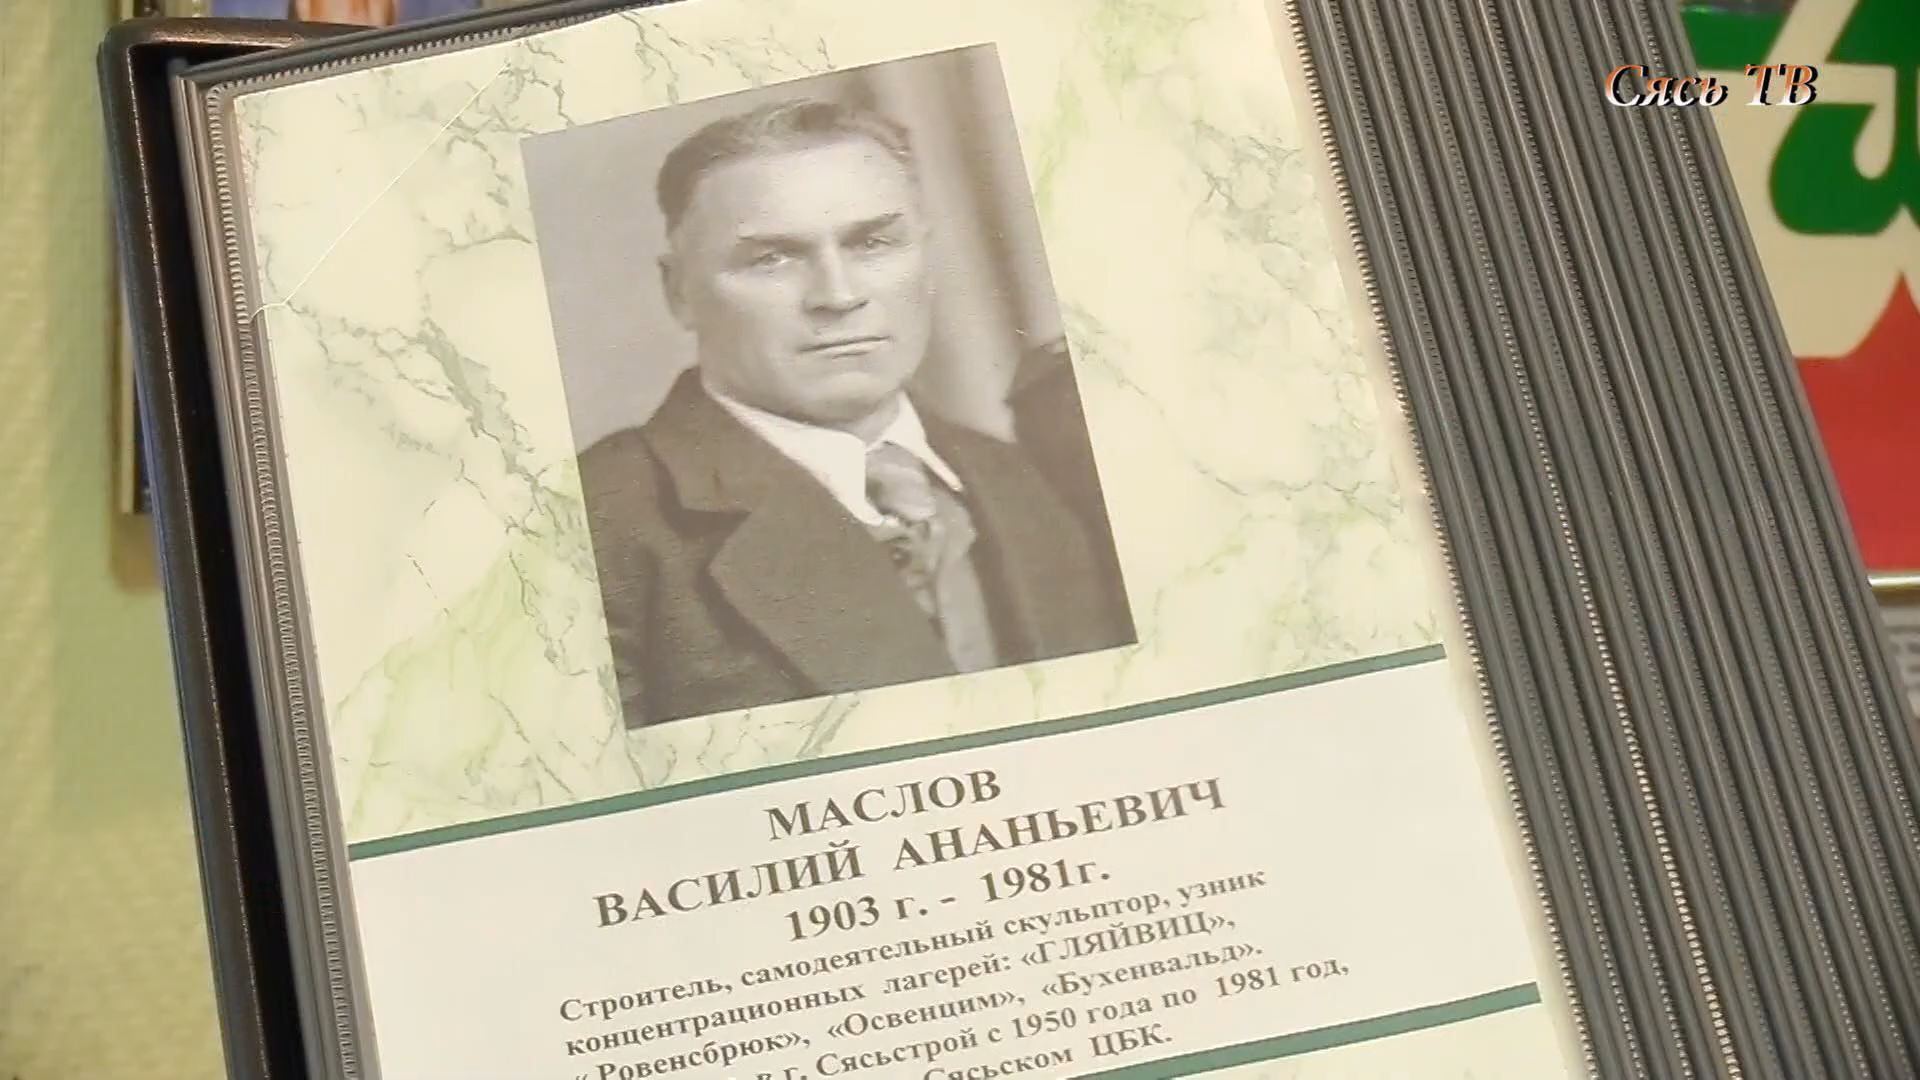 Сясь ТВ
МАСЛОВ
ВАСИЛИЙ АНАНЬЕВИЧ
1903 г. - 1981г.
Строитель, самодеятельный скульптор, узник
концентрационных лагерей: «ГЛЯЙВИЦ»,
«Ровенсбрюк», «Освенцим», «Бухенвальд».
в г. Сясьстрой с 1950 года по 1981 год,
Сясьском ЦБК.